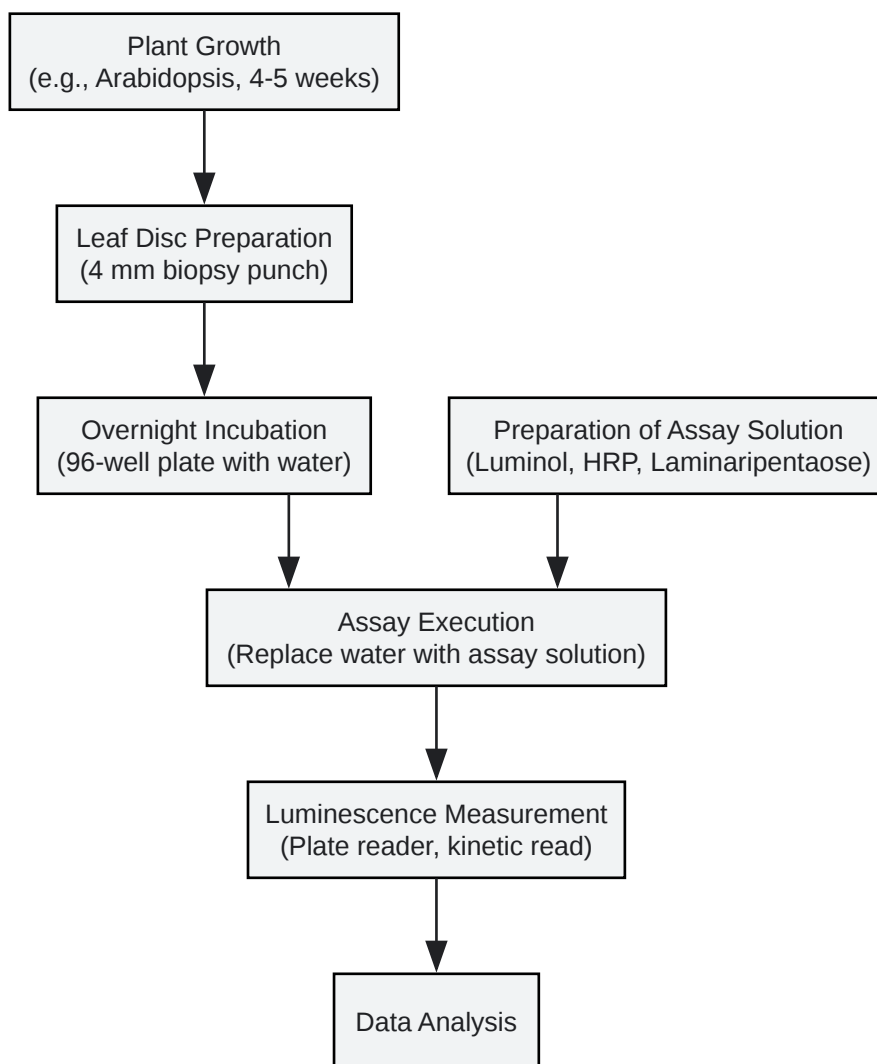 Plant Growth
(e.g., Arabidopsis, 4-5 weeks)
Leaf Disc Preparation
(4 mm biopsy punch)
Overnight Incubation
(96-well plate with water)
Preparation of Assay Solution
(Luminol, HRP, Laminaripentaose)
Assay Execution
(Replace water with assay solution)
Luminescence Measurement
(Plate reader, kinetic read)
Data Analysis